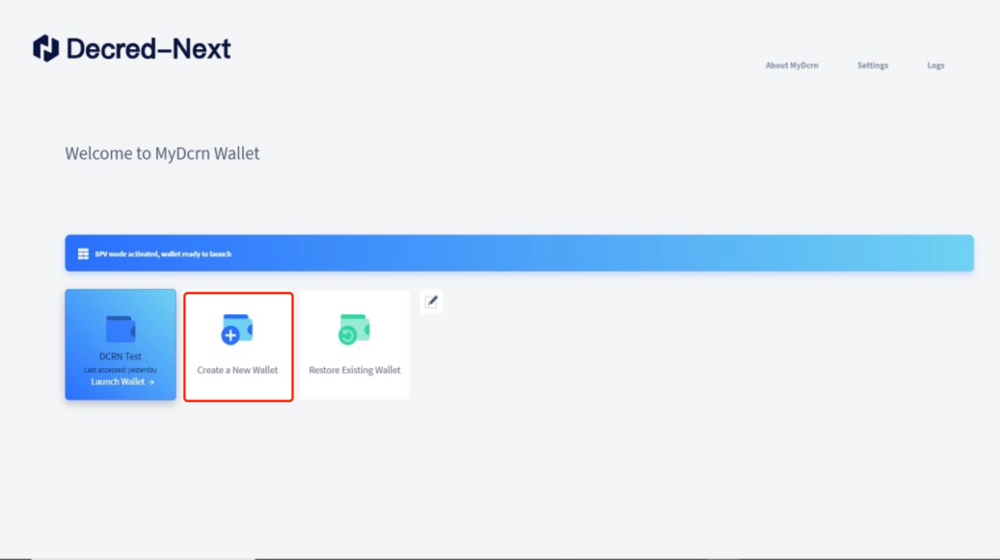 Decred-Next
About MyDcrn Settings Logs
Welcome to MyDcrn Wallet
SPV mode activated, wallet ready to launch
DCRN Test
Last accessed: yesterday
Launch Wallet →
Create a New Wallet
Restore Existing Wallet